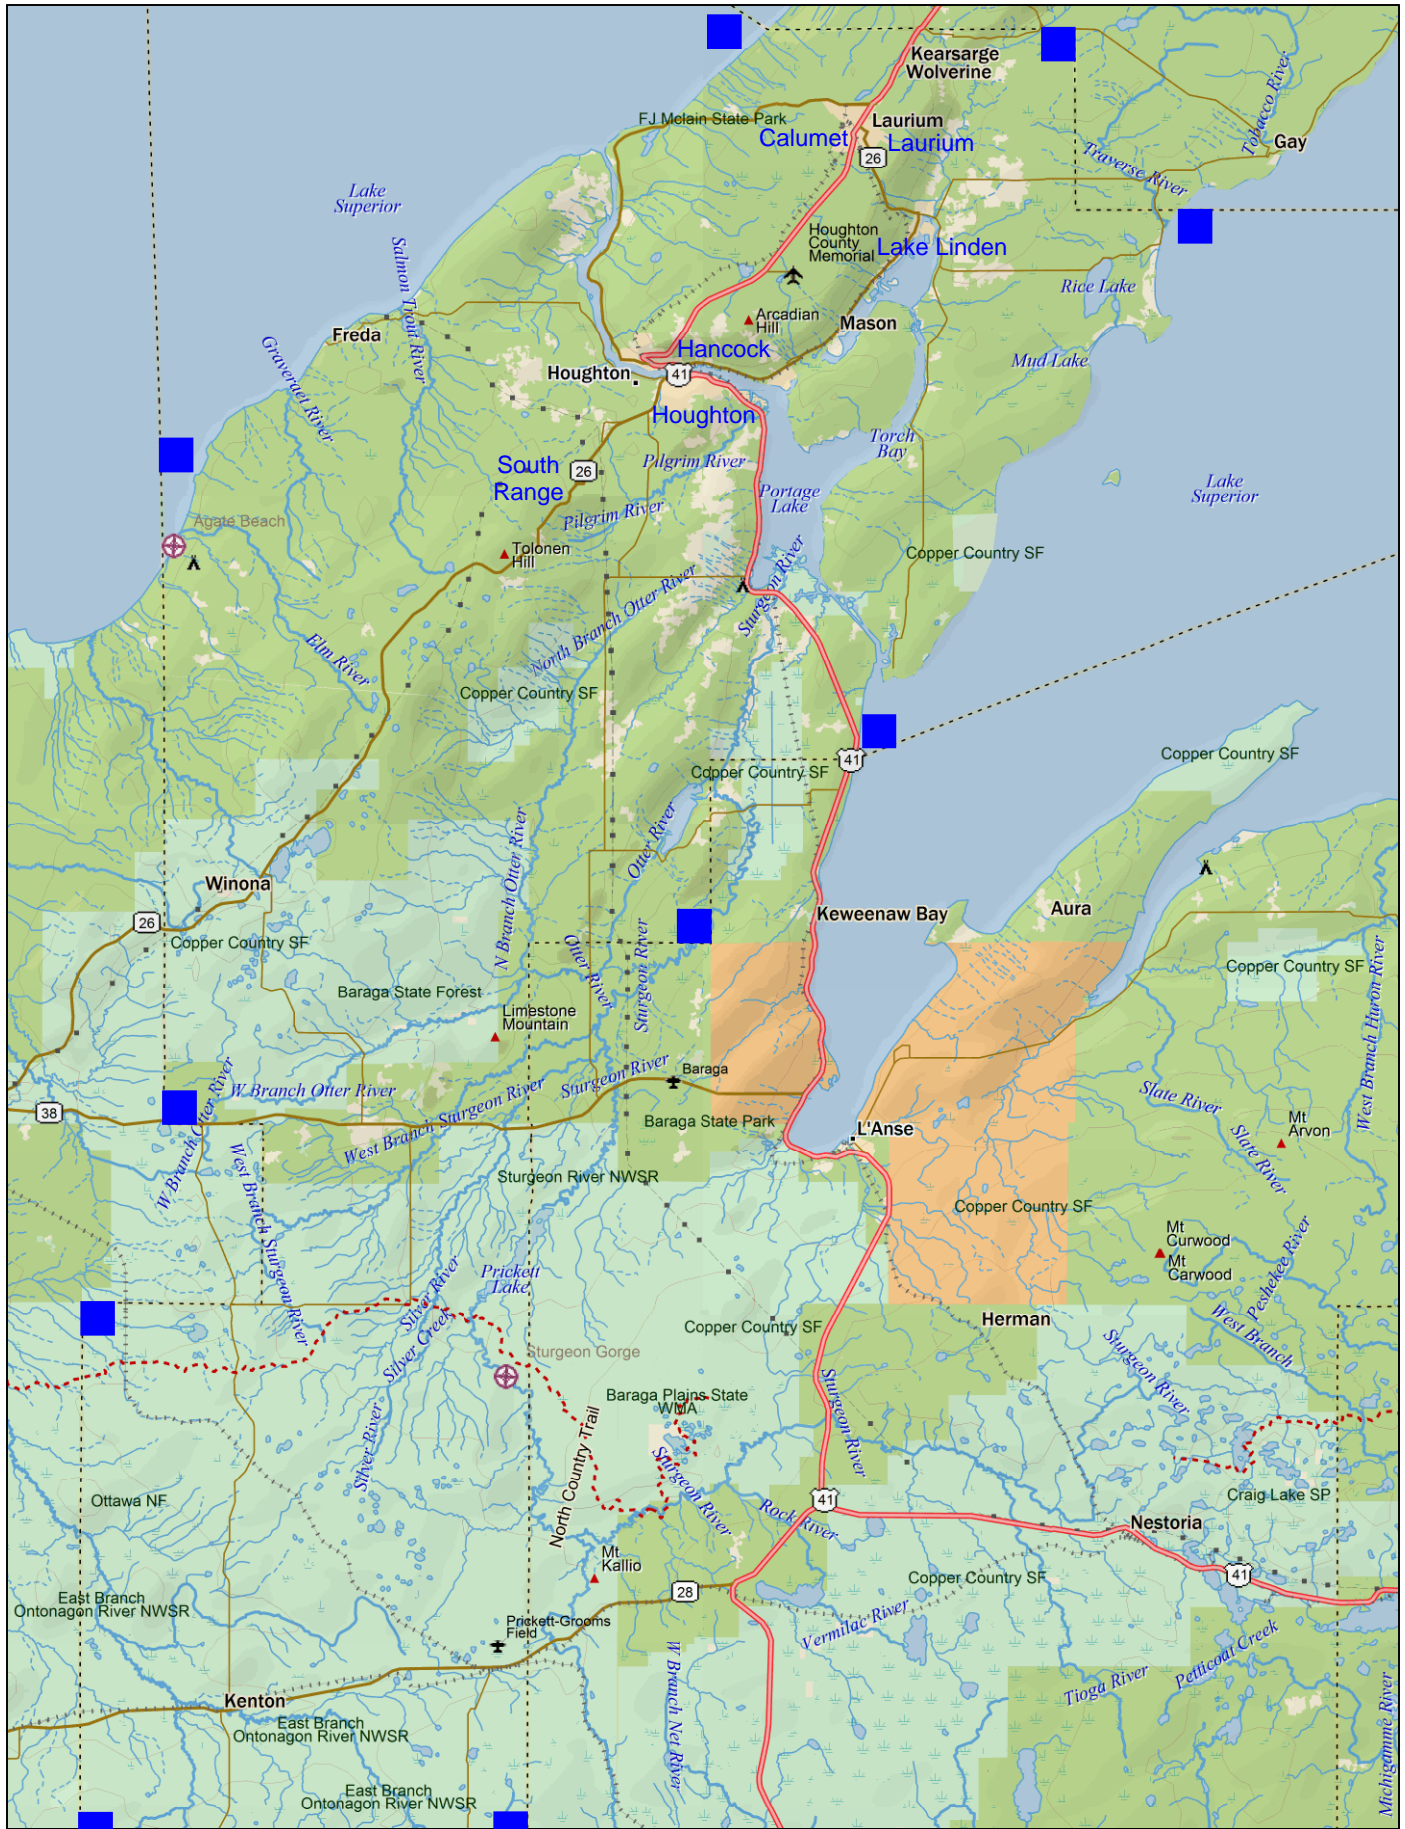 Kearsarge
Wolverine
FJ Mclain State Park
Laurium
Calumet
Laurium
26
Tobacco River
Gay
Traverse River
Lake
Superior
Houghton
County
Memorial
Lake Linden
Salmon Trout River
Rice Lake
Arcadian
Hill
Mason
Freda
Graveraet River
Hancock
Mud Lake
Houghton
41
Houghton
Torch
Bay
South
Range
26
Pilgrim River
Portage
Lake
Lake
Superior
Pilgrim River
Agate Beach
Tolonen
Hill
Copper Country SF
North Branch Otter River
Sturgeon River
Elm River
Copper Country SF
41
Copper Country SF
Copper Country SF
N Branch Otter River
Otter River
Winona
26
Copper Country SF
Keweenaw Bay
Aura
Otter River
Sturgeon River
Copper Country SF
West Branch Huron River
Baraga State Forest
Limestone
Mountain
Baraga
38
W Branch Otter River
W Branch Otter River
West Branch Sturgeon River
Sturgeon River
Slate River
Mt
Arvon
Baraga State Park
L'Anse
Slate River
West Branch Sturgeon River
Sturgeon River NWSR
Copper Country SF
Mt
Curwood
Mt
Carwood
Peshekee River
Prickett
Lake
Silver River
Silver Creek
Copper Country SF
Herman
West Branch
Sturgeon River
Sturgeon Gorge
Baraga Plains State
WMA
Sturgeon River
Silver River
North Country Trail
Sturgeon River
Ottawa NF
41
Rock River
Craig Lake SP
Nestoria
Mt
Kallio
28
Copper Country SF
41
East Branch
Ontonagon River NWSR
Prickett-Grooms
Field
Vermilac River
W Branch Net River
Petticoat Creek
Tioga River
Michigamme River
Kenton
East Branch
Ontonagon River NWSR
East Branch
Ontonagon River NWSR